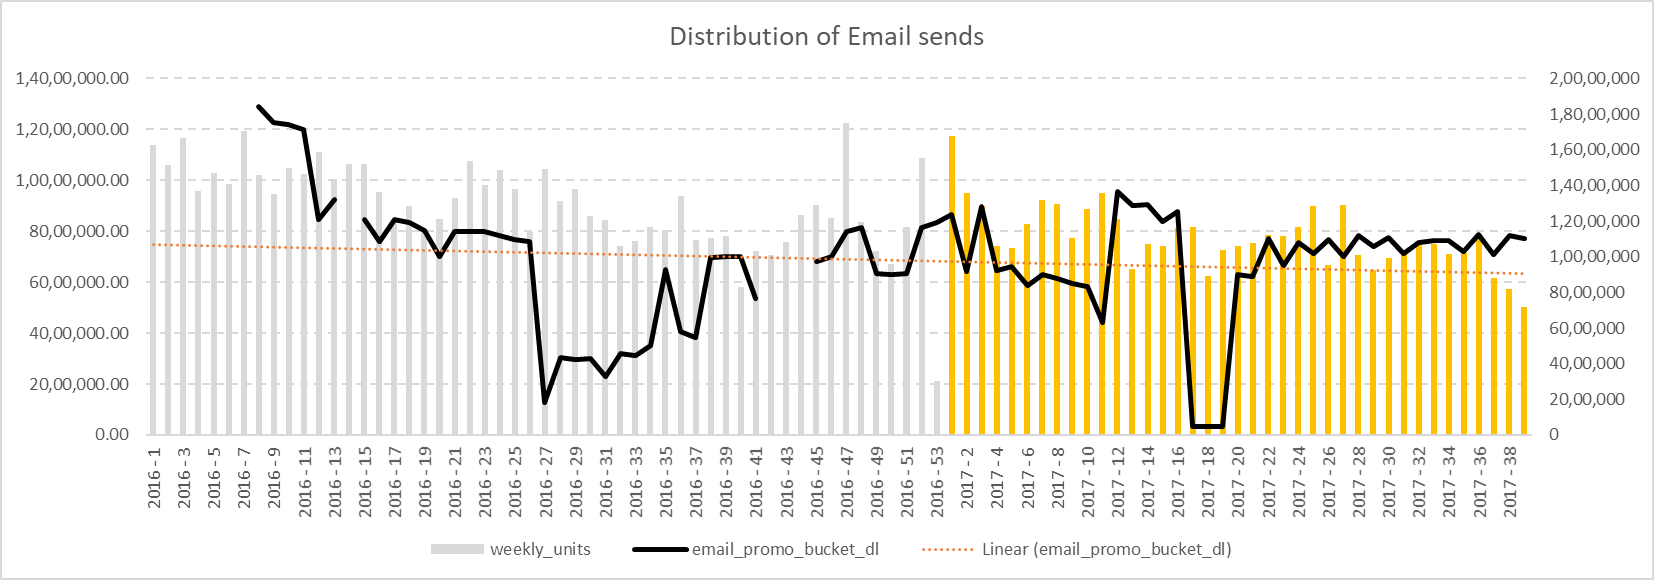 Distribution of Email sends
1,40,00,000.00
1,20,00,000.00
1,00,00,000.00
80,00,000.00
60,00,000.00
40,00,000.00
20,00,000.00
0.00
2,00,00,000
1,80,00,000
1,60,00,000
1,40,00,000
1,20,00,000
1,00,00,000
80,00,000
60,00,000
40,00,000
20,00,000
0
2016 - 1
2016 - 3
2016 - 5
2016 - 7
2016 - 9
2016 - 11
2016 - 13
2016 - 15
2016 - 17
2016 - 19
2016 - 21
2016 - 23
2016 - 25
2016 - 27
2016 - 29
2016 - 31
2016 - 33
2016 - 35
2016 - 37
2016 - 39
2016 - 41
2016 - 43
2016 - 45
2016 - 47
2016 - 49
2016 - 51
2016 - 53
2017 - 2
2017 - 4
2017 - 6
2017 - 8
2017 - 10
2017 - 12
2017 - 14
2017 - 16
2017 - 18
2017 - 20
2017 - 22
2017 - 24
2017 - 26
2017 - 28
2017 - 30
2017 - 32
2017 - 34
2017 - 36
2017 - 38
weekly_units
email_promo_bucket_dl
Linear (email_promo_bucket_dl)